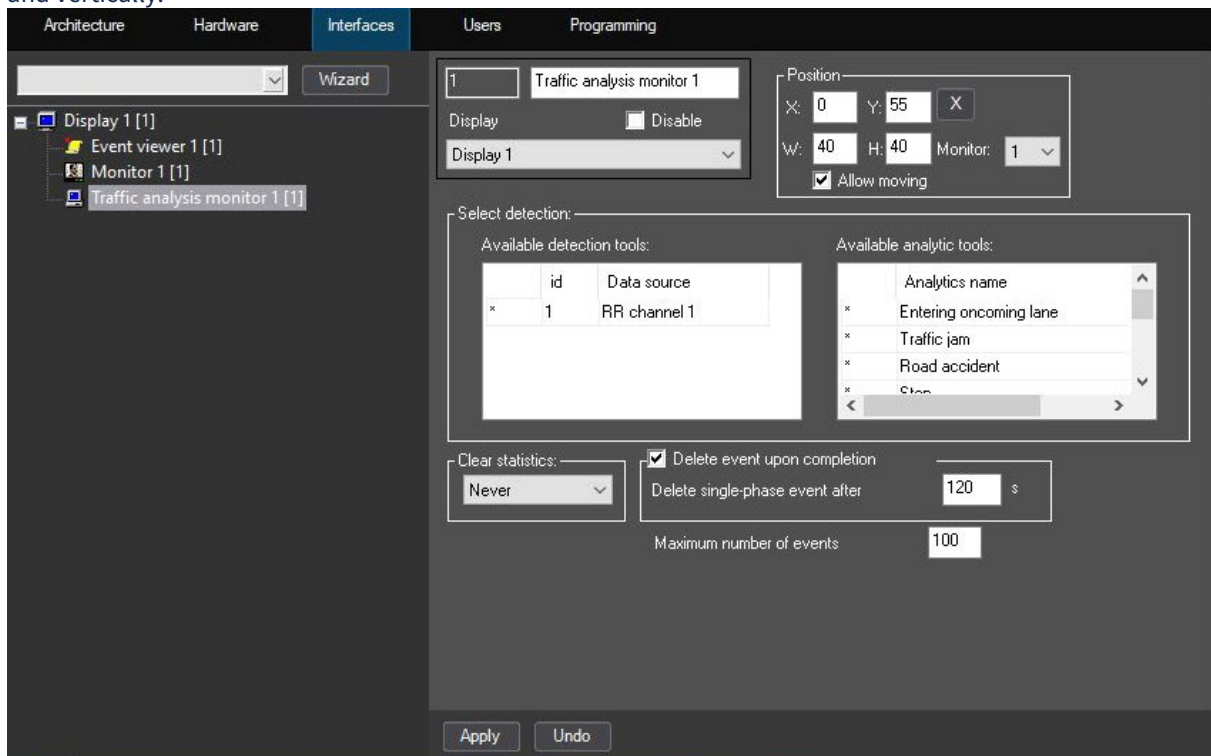 and vertically.
Architecture Hardware Interfaces Users Programming
Wizard
Display 1 [1]
Event viewer 1 [1]
Monitor 1 [1]
Traffic analysis monitor 1 [1]
1 Traffic analysis monitor 1
Display Disable
Display 1
Position
X: 0 Y: 55 X
W: 40 H: 40 Monitor: 1
Allow moving
Select detection:
Available detection tools:
id Data source
* 1 RR channel 1
Available analytic tools:
Analytics name
* Entering oncoming lane
* Traffic jam
* Road accident
* Stop
Clear statistics:
Never
Delete event upon completion
Delete single-phase event after 120 s
Maximum number of events 100
Apply Undo